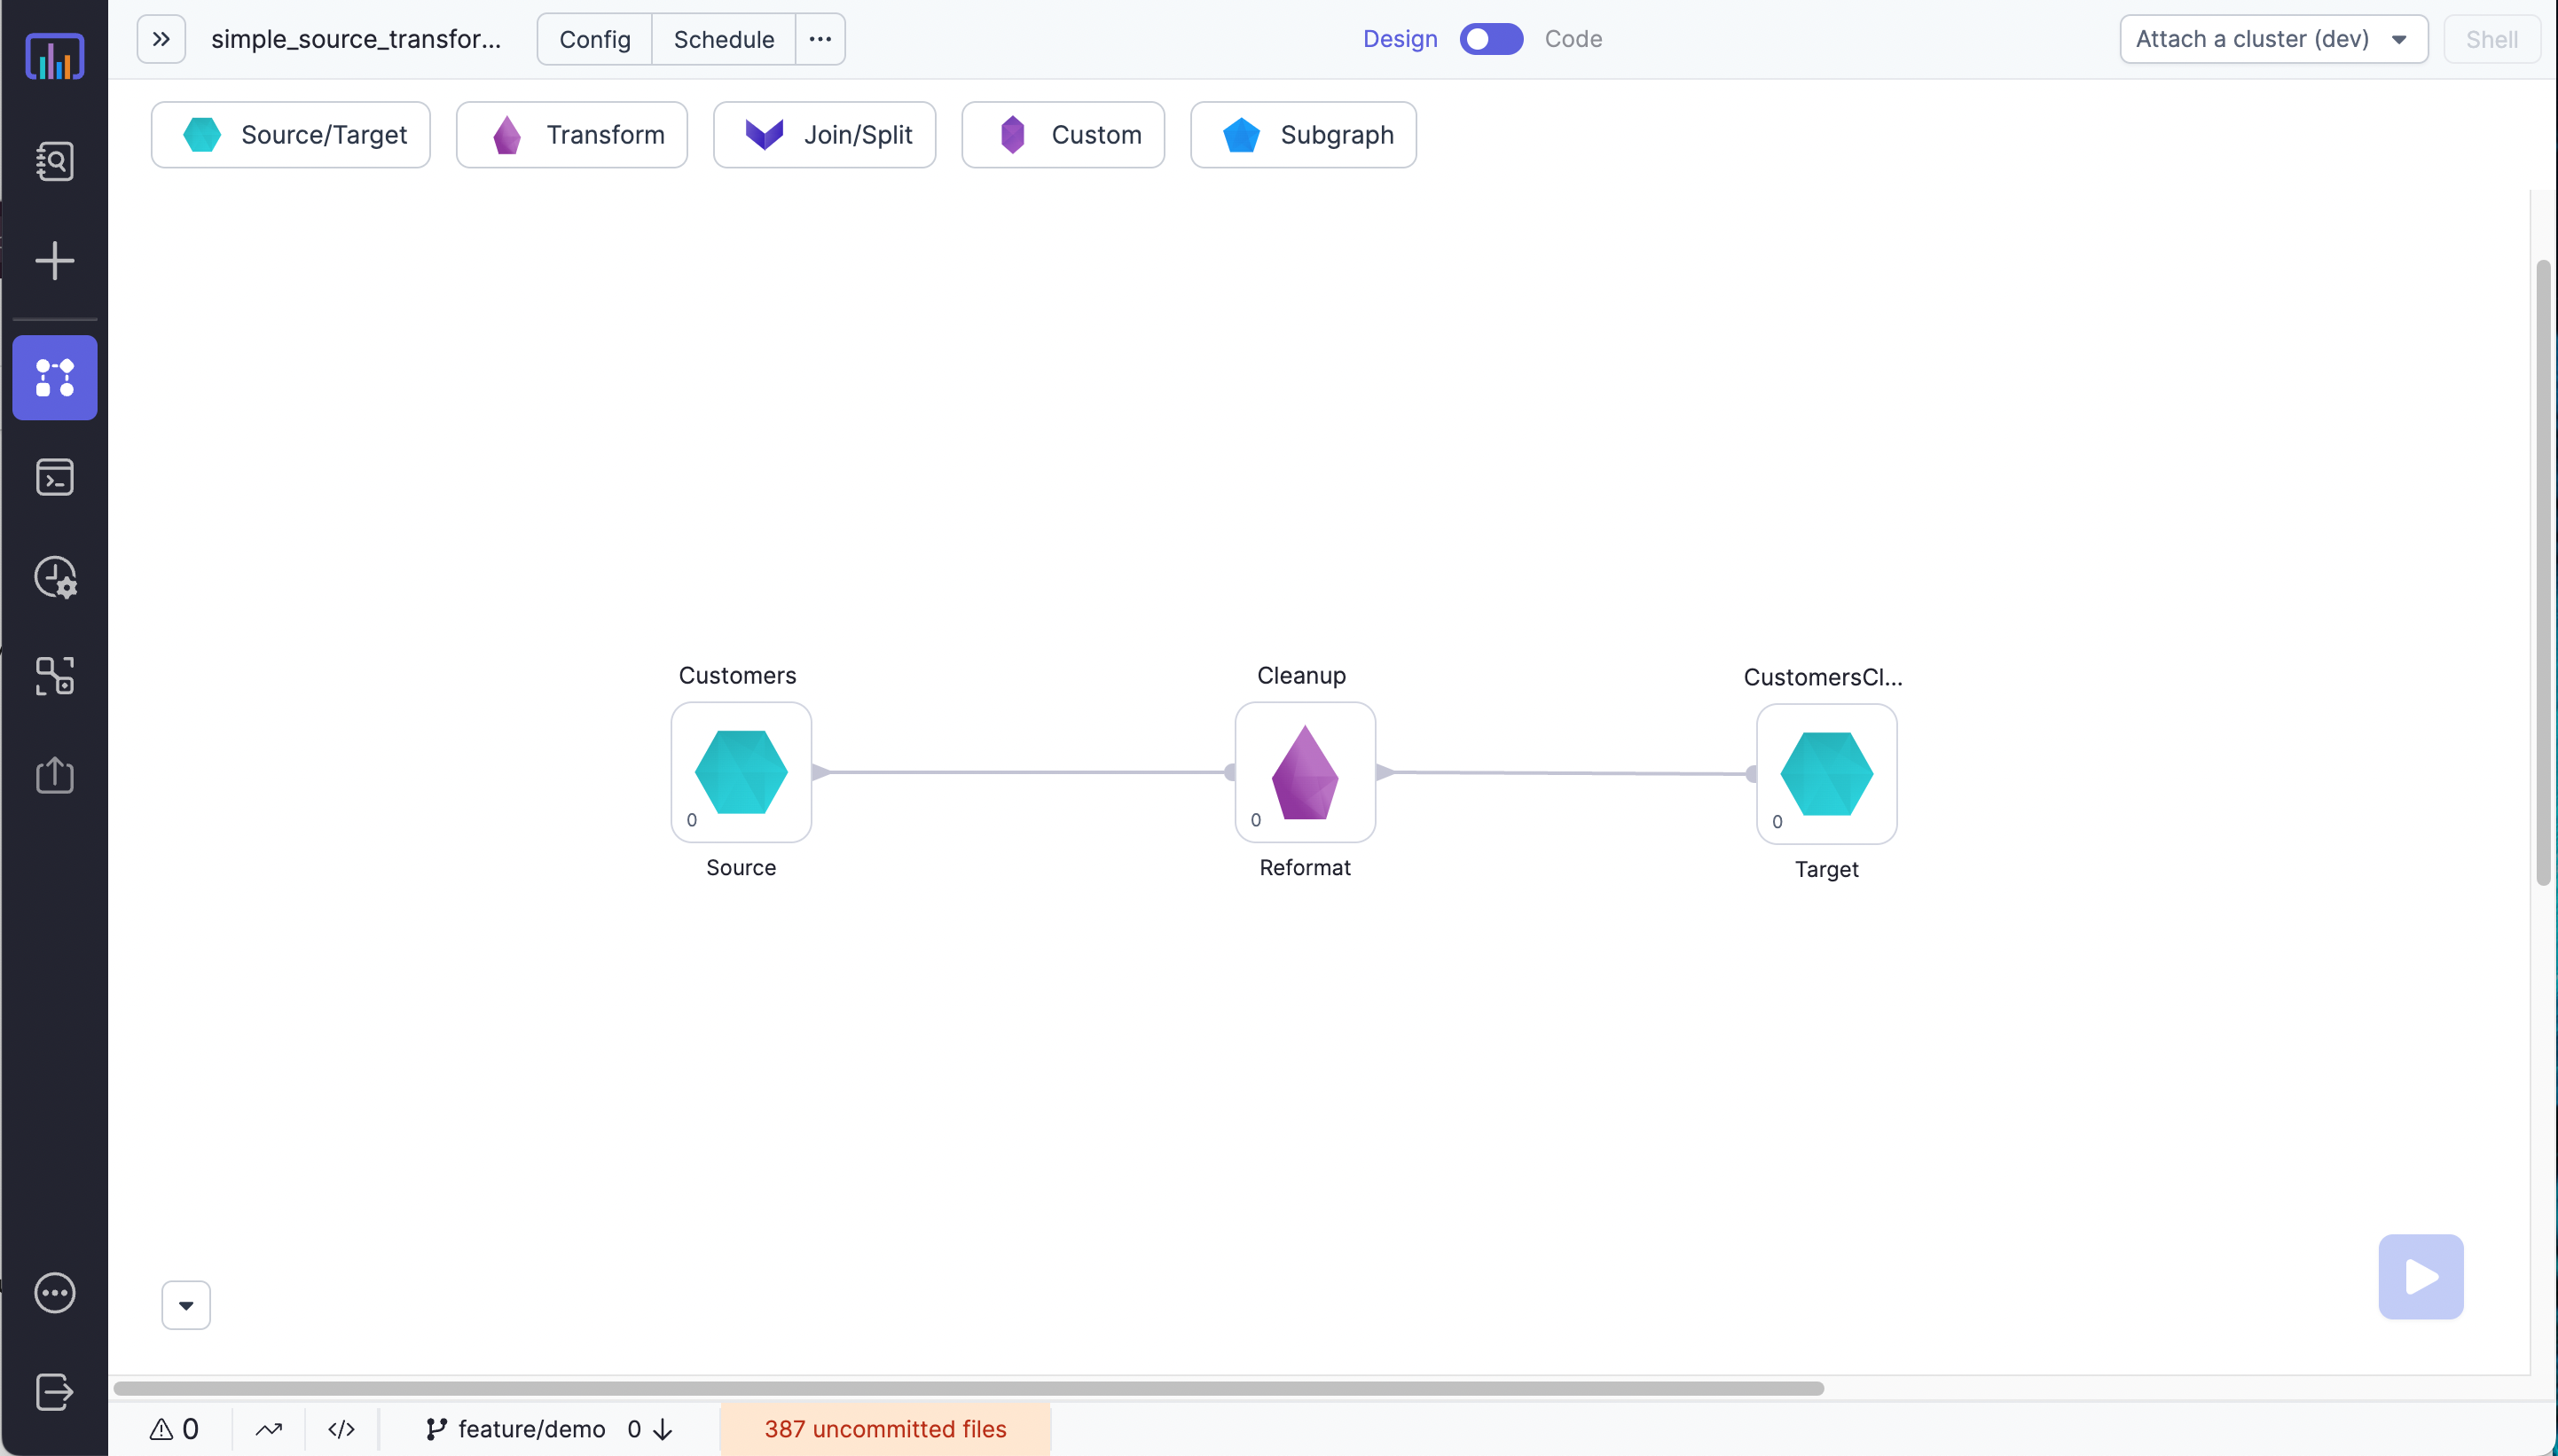 simple_source_transfor...
Config
Schedule
Design
Code
Attach a cluster (dev)
Shell
Source/Target
Transform
Join/Split
Custom
Subgraph
Customers
0
Source
Cleanup
0
Reformat
CustomersCl...
0
Target
0
</>
feature/demo
0
387 uncommitted files